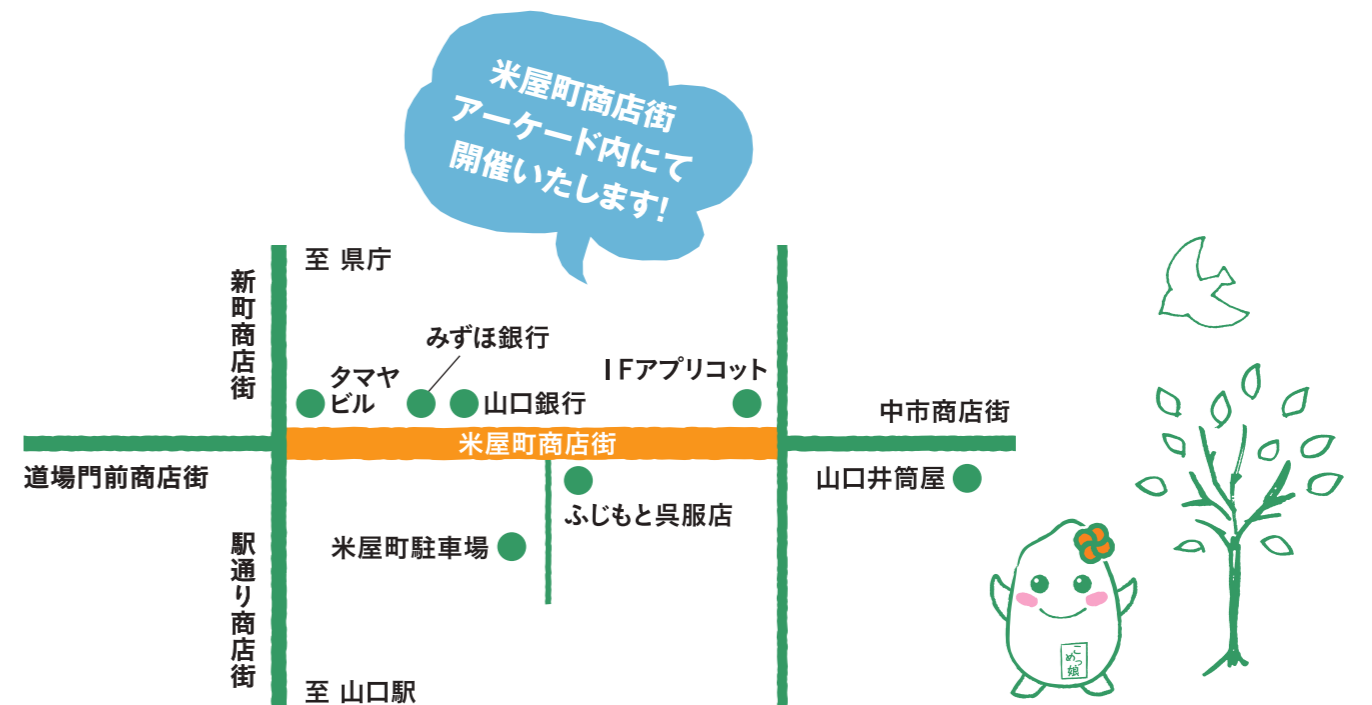 米屋町商店街
アーケード内にて
開催いたします!
至 県庁
新町商店街
みずほ銀行
タマヤ
ビル
山口銀行
IFアプリコット
中市商店街
米屋町商店街
道場門前商店街
山口井筒屋
ふじもと呉服店
米屋町駐車場
駅通り商店街
至 山口駅
こめっ娘